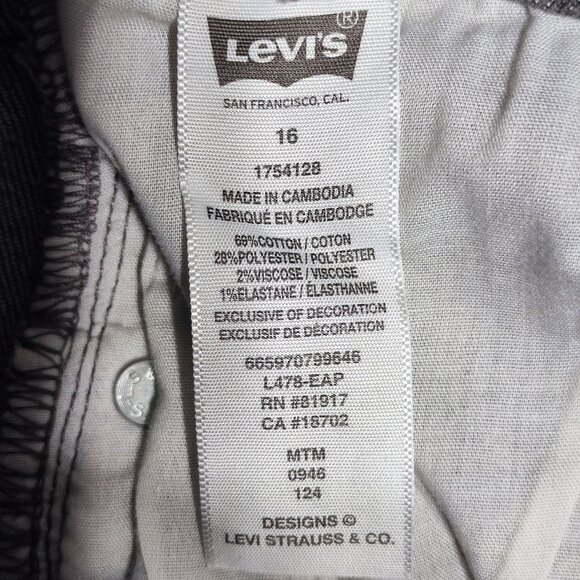 LEVI'S®
SAN FRANCISCO, CAL.
16
1754128
MADE IN CAMBODIA
FABRIQUÉ EN CAMBODGE
69%COTTON / COTON
28%POLYESTER / POLYESTER
2%VISCOSE / VISCOSE
1%ELASTANE / ÉLASTHANNE
EXCLUSIVE OF DECORATION
EXCLUSIF DE DÉCORATION
665970799646
L478-EAP
RN #81917
CA #18702
MTM
0946
124
DESIGNS ©
LEVI STRAUSS & CO.